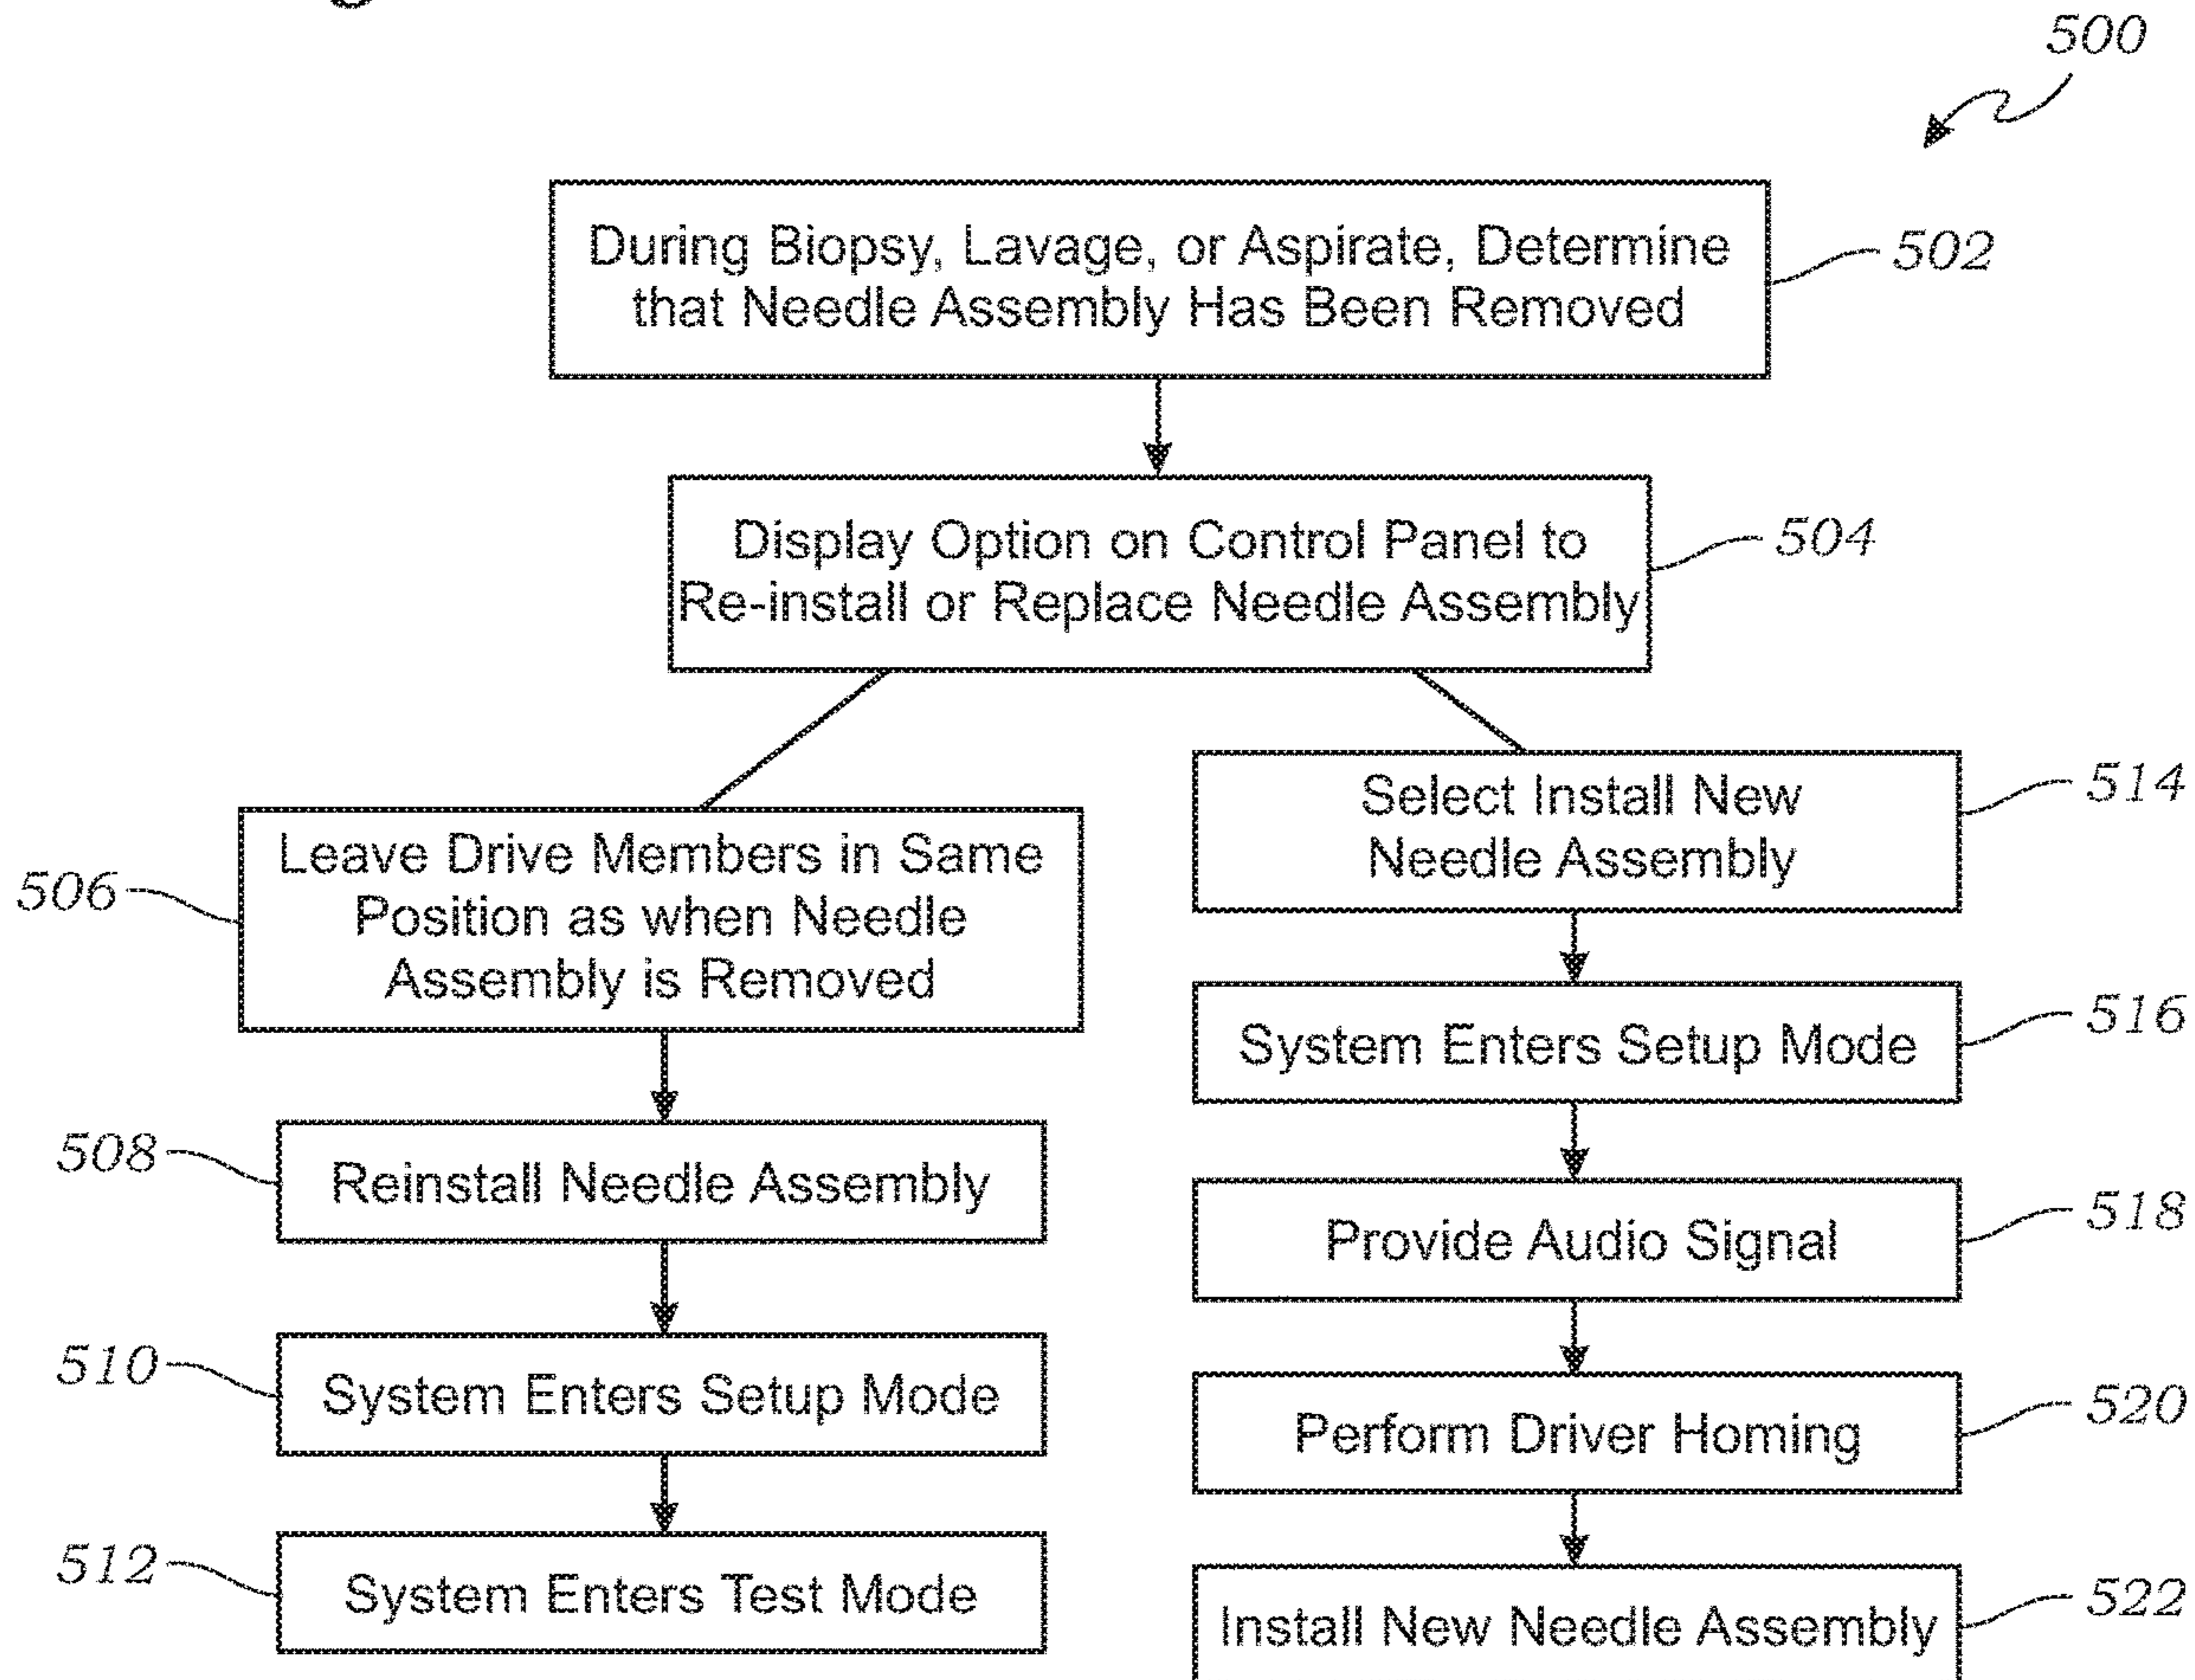 500
During Biopsy, Lavage, or Aspirate, Determine
that Needle Assembly Has Been Removed
502
Display Option on Control Panel to
Re-install or Replace Needle Assembly
504
Leave Drive Members in Same
Position as when Needle
Assembly is Removed
506
Reinstall Needle Assembly
508
System Enters Setup Mode
510
System Enters Test Mode
512
Select Install New
Needle Assembly
514
System Enters Setup Mode
516
Provide Audio Signal
518
Perform Driver Homing
520
Install New Needle Assembly
522